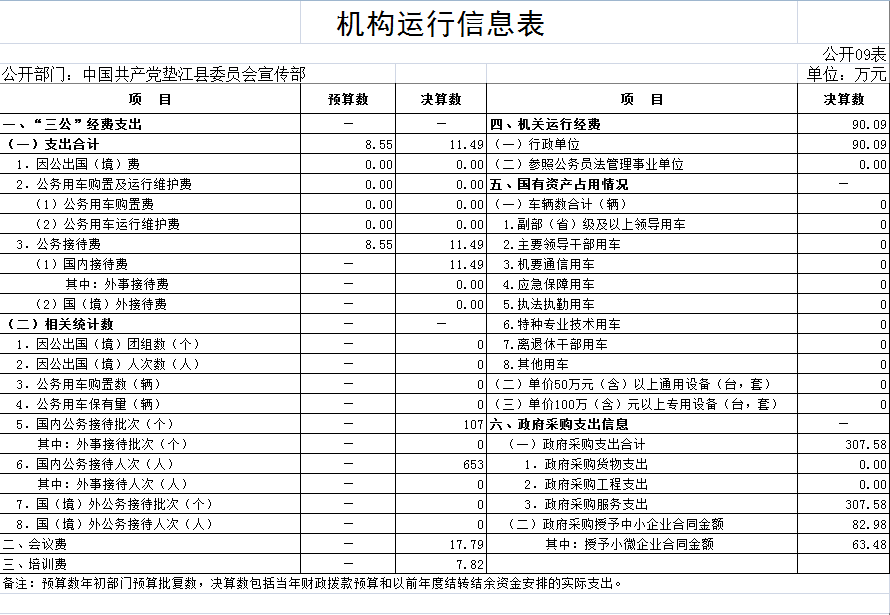 机构运行信息表
公开09表
公开部门：中国共产党垫江县委员会宣传部 单位：万元
项 目 预算数 决算数 项 目 决算数
一、“三公”经费支出 — — 四、机关运行经费 90.09
（一）支出合计 8.55 11.49 （一）行政单位 90.09
1．因公出国（境）费 0.00 0.00 （二）参照公务员法管理事业单位 0.00
2．公务用车购置及运行维护费 0.00 0.00 五、国有资产占用情况 —
（1）公务用车购置费 0.00 0.00 （一）车辆数合计（辆） 0
（2）公务用车运行维护费 0.00 0.00 1.副部（省）级及以上领导用车 0
3．公务接待费 8.55 11.49 2.主要领导干部用车 0
（1）国内接待费 — 11.49 3.机要通信用车 0
其中：外事接待费 — 0.00 4.应急保障用车 0
（2）国（境）外接待费 — 0.00 5.执法执勤用车 0
（二）相关统计数 — — 6.特种专业技术用车 0
1．因公出国（境）团组数（个） — 0 7.离退休干部用车 0
2．因公出国（境）人次数（人） — 0 8.其他用车 0
3．公务用车购置数（辆） — 0 （二）单价50万元（含）以上通用设备（台，套） 0
4．公务用车保有量（辆） — 0 （三）单价100万（含）元以上专用设备（台，套） 0
5．国内公务接待批次（个） — 107 六、政府采购支出信息 —
其中：外事接待批次（个） — 0 （一）政府采购支出合计 307.58
6．国内公务接待人次（人） — 653 1．政府采购货物支出 0.00
其中：外事接待人次（人） — 0 2．政府采购工程支出 0.00
7．国（境）外公务接待批次（个） — 0 3．政府采购服务支出 307.58
8．国（境）外公务接待人次（人） — 0 （二）政府采购授予中小企业合同金额 82.98
二、会议费 — 17.79 其中：授予小微企业合同金额 63.48
三、培训费 — 7.82
备注：预算数年初部门预算批复数，决算数包括当年财政拨款预算和以前年度结转结余资金安排的实际支出。